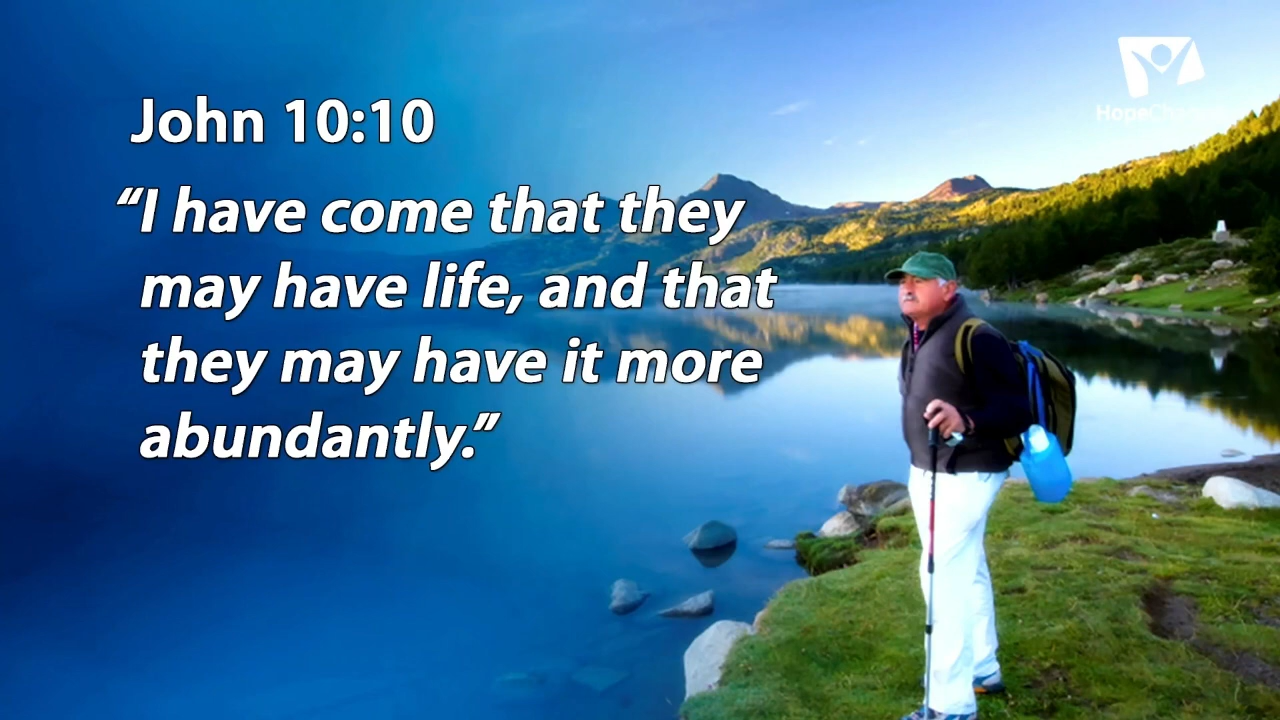 John 10:10
“I have come that they
may have life, and that
they may have it more
abundantly.”